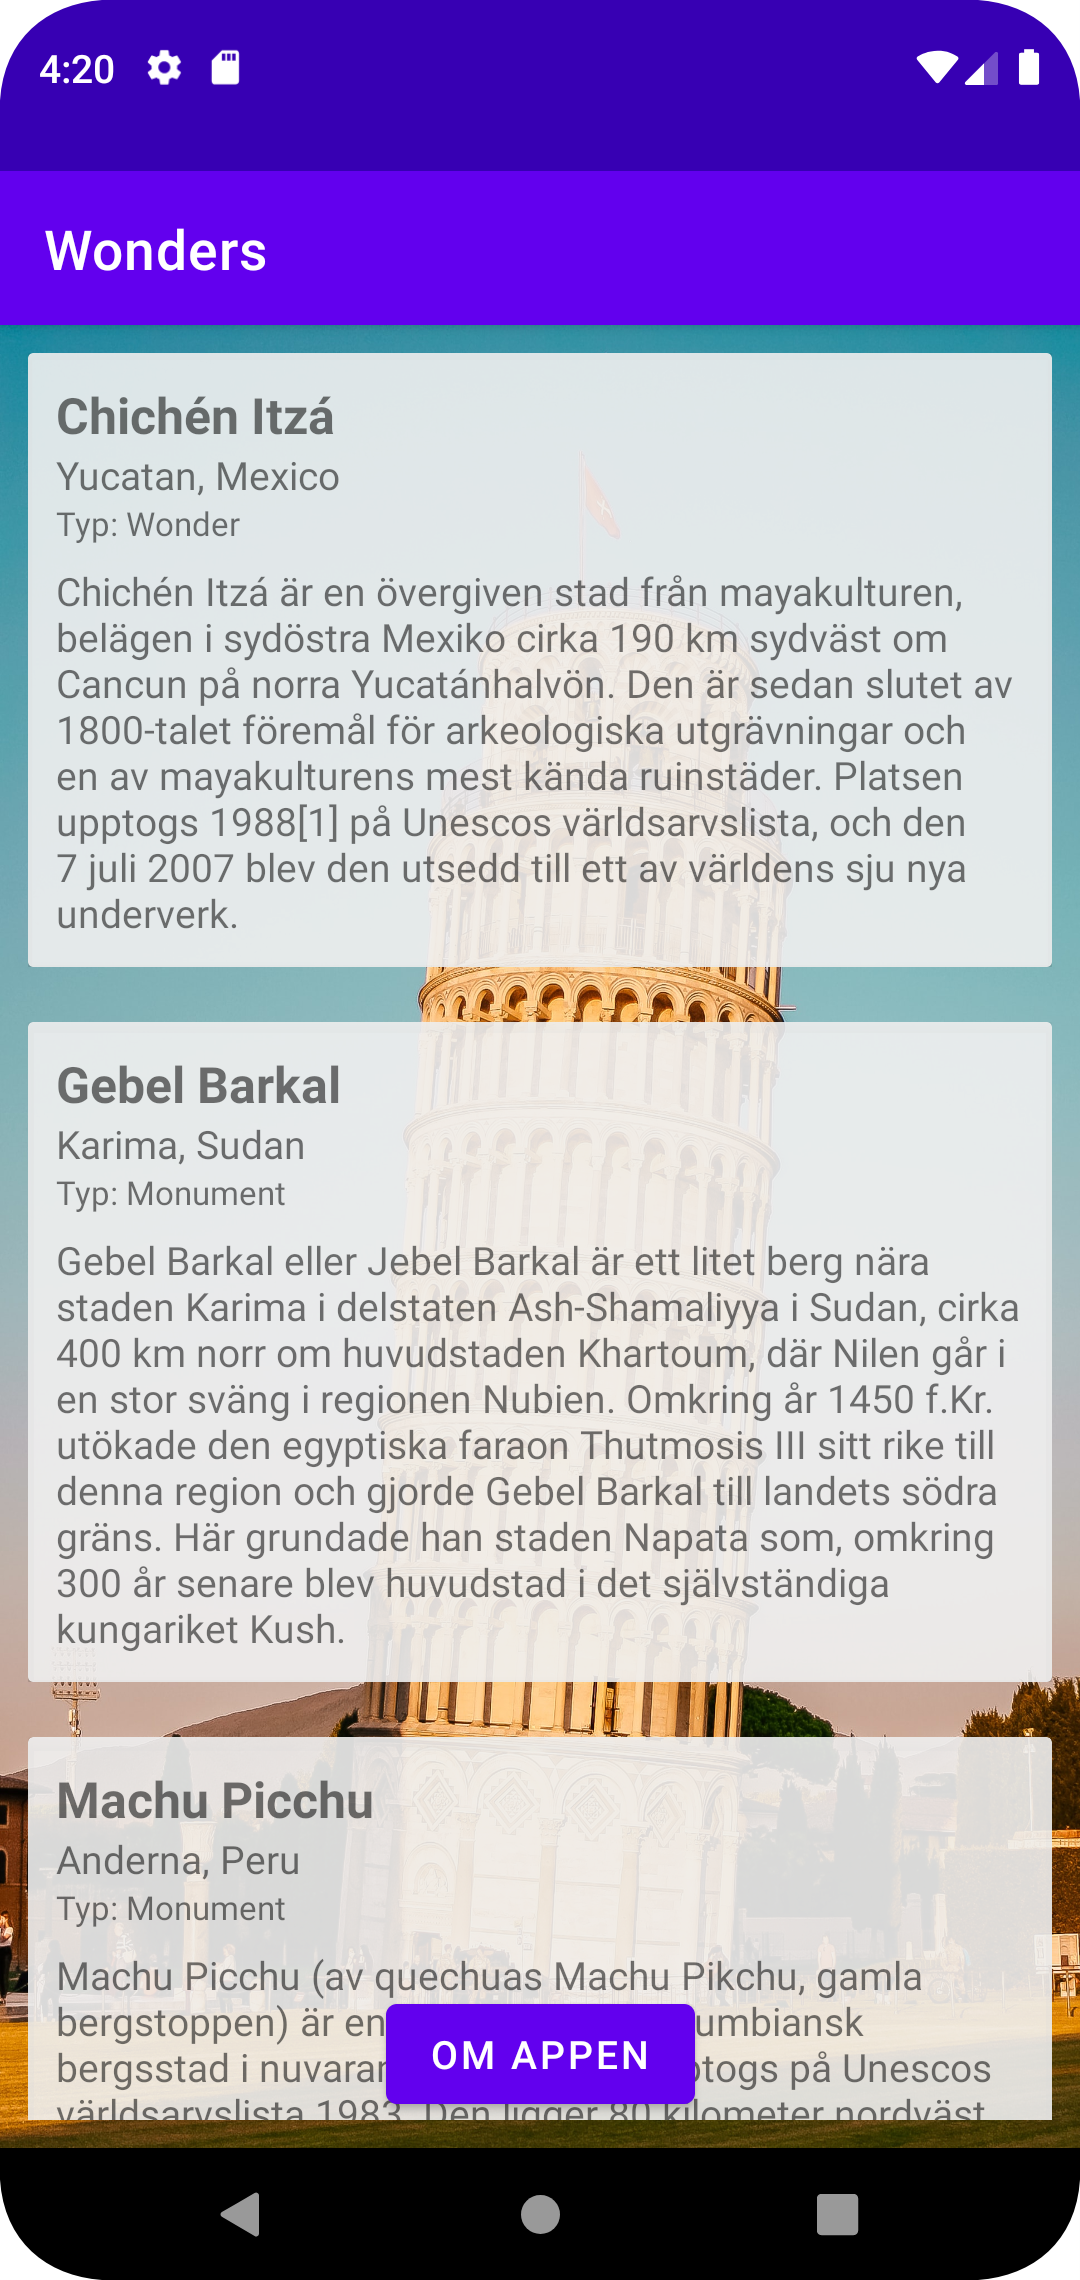 4:20
Wonders
Chichén Itzá
Yucatan, Mexico
Typ: Wonder
Chichén Itzá är en övergiven stad från mayakulturen,
belägen i sydöstra Mexiko cirka 190 km sydväst om
Cancun på norra Yucatánhalvön. Den är sedan slutet av
1800-talet föremål för arkeologiska utgrävningar och
en av mayakulturens mest kända ruinstäder. Platsen
upptogs 1988[1] på Unescos världsarvslista, och den
7 juli 2007 blev den utsedd till ett av världens sju nya
underverk.
Gebel Barkal
Karima, Sudan
Typ: Monument
Gebel Barkal eller Jebel Barkal är ett litet berg nära
staden Karima i delstaten Ash-Shamaliyya i Sudan, cirka
400 km norr om huvudstaden Khartoum, där Nilen går i
en stor sväng i regionen Nubien. Omkring år 1450 f.Kr.
utökade den egyptiska faraon Thutmosis III sitt rike till
denna region och gjorde Gebel Barkal till landets södra
gräns. Här grundade han staden Napata som, omkring
300 år senare blev huvudstad i det självständiga
kungariket Kush.
Machu Picchu
Anderna, Peru
Typ: Monument
Machu Picchu (av quechuas Machu Pikchu, gamla
bergstoppen) är en umbiansk
bergsstad i nuvaran togs på Unescos
världsarvslista 1983. Den ligger 80 kilometer nordväst
OM APPEN